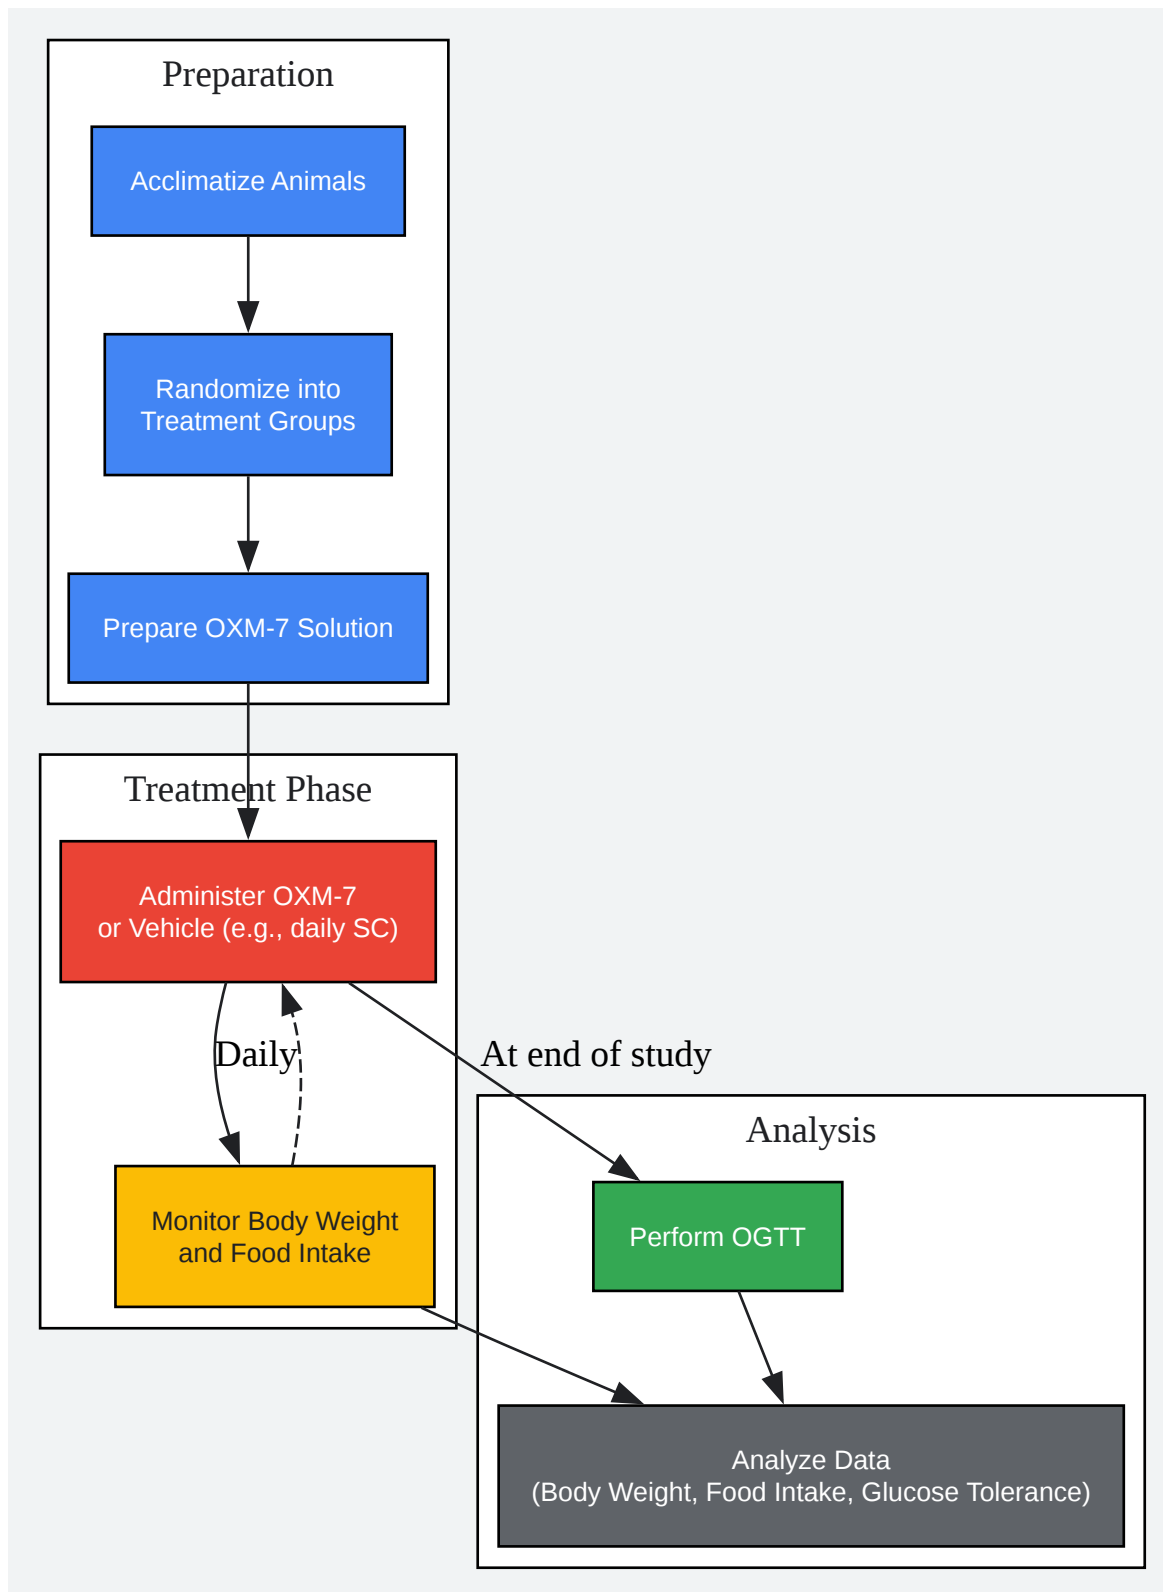 Preparation
Acclimatize Animals
Randomize into
Treatment Groups
Prepare OXM-7 Solution
Treatment Phase
Administer OXM-7
or Vehicle (e.g., daily SC)
Daily
At end of study
Monitor Body Weight
and Food Intake
Analysis
Perform OGTT
Analyze Data
(Body Weight, Food Intake, Glucose Tolerance)